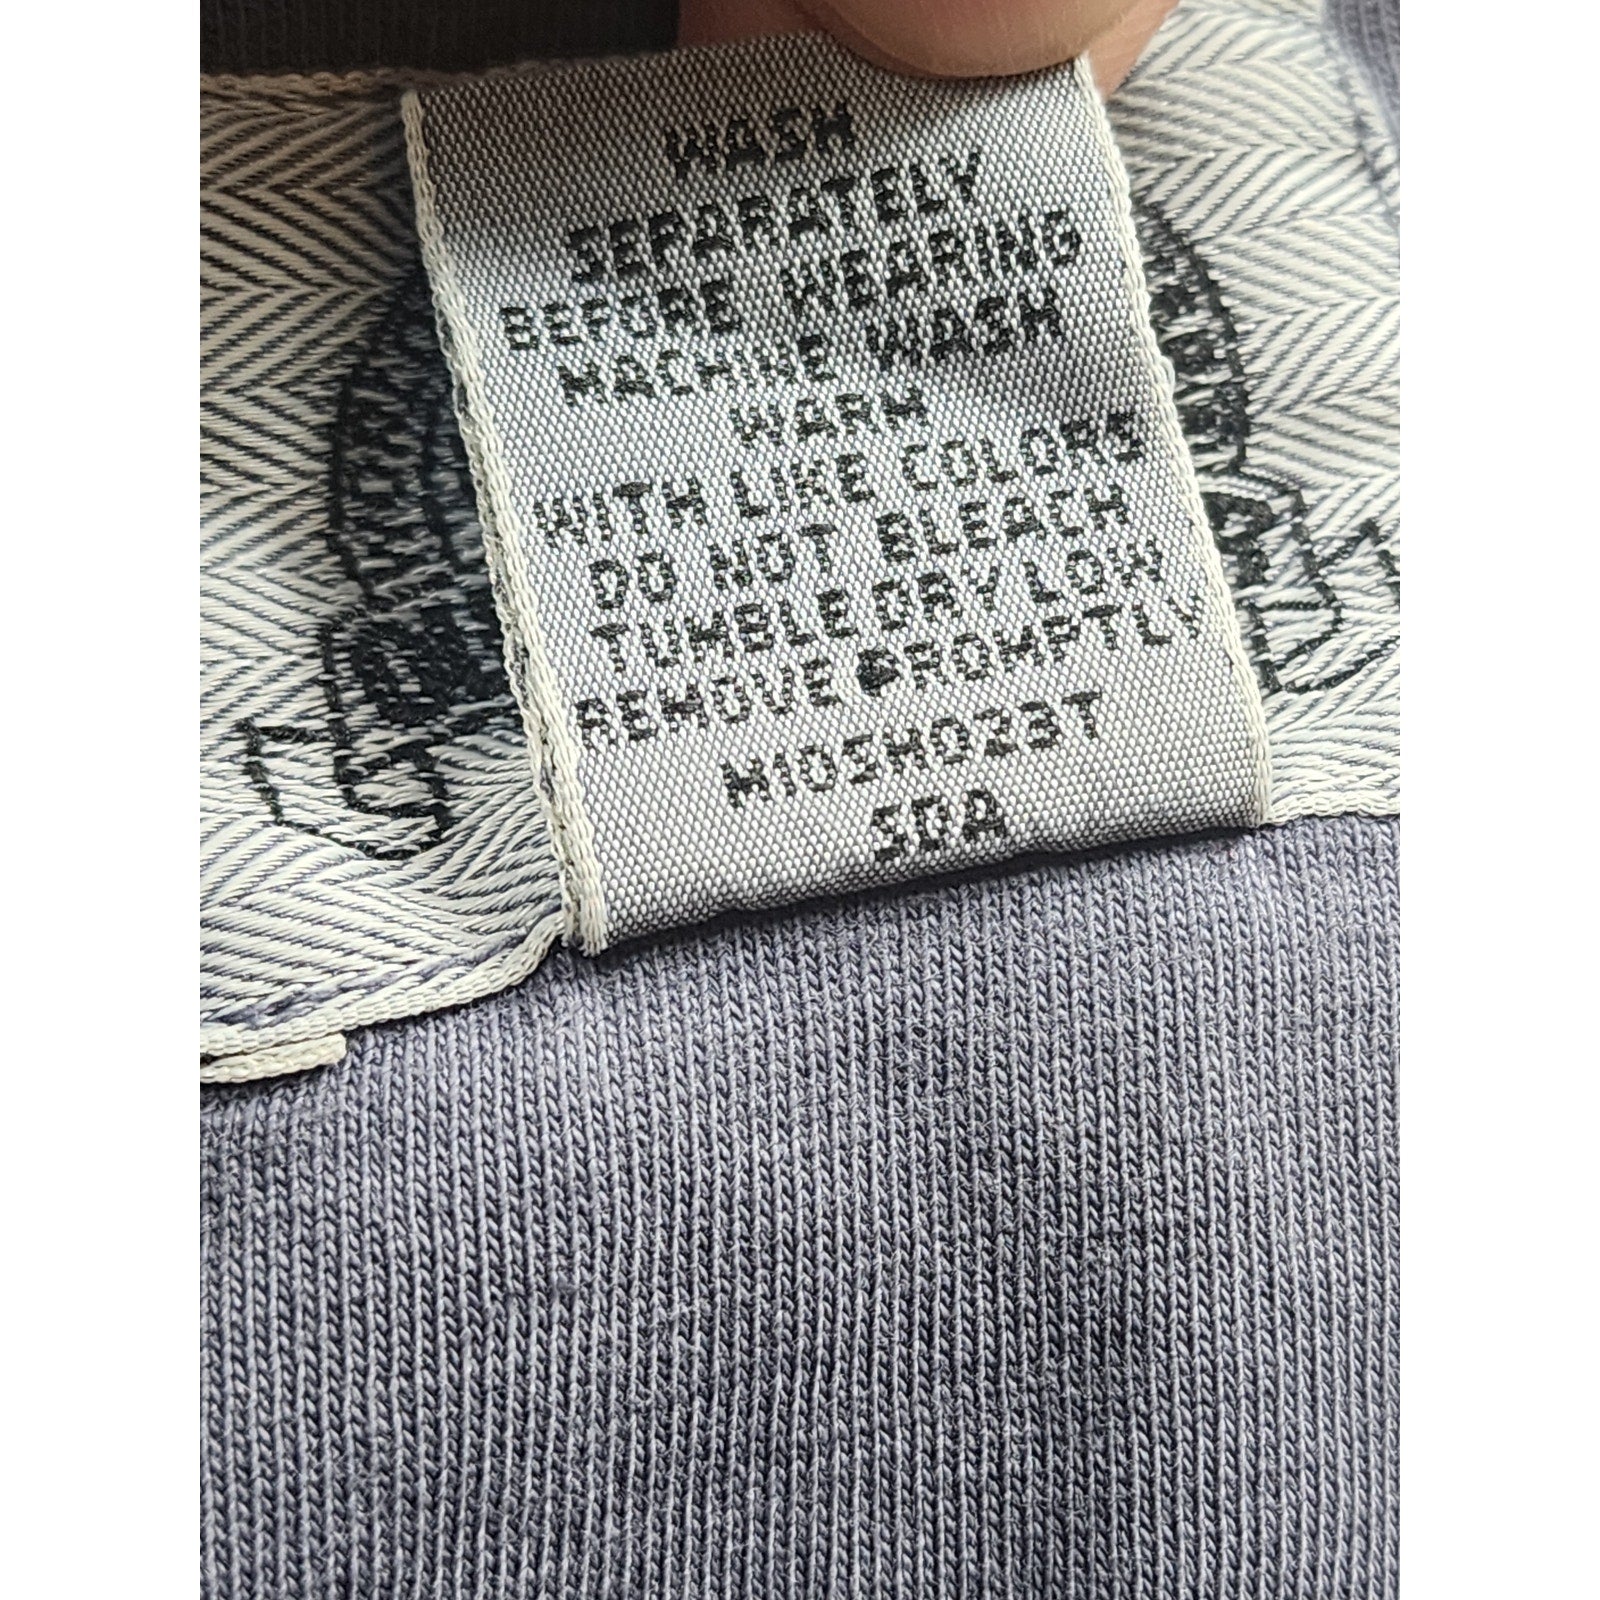 WASH
SEPARATELY
BEFORE WEARING
MACHINE WASH
WARM
WITH LIKE COLORS
DO NOT BLEACH
TUMBLE DRY LOW
REMOVE PROMPTLY
M105H023T
SDA